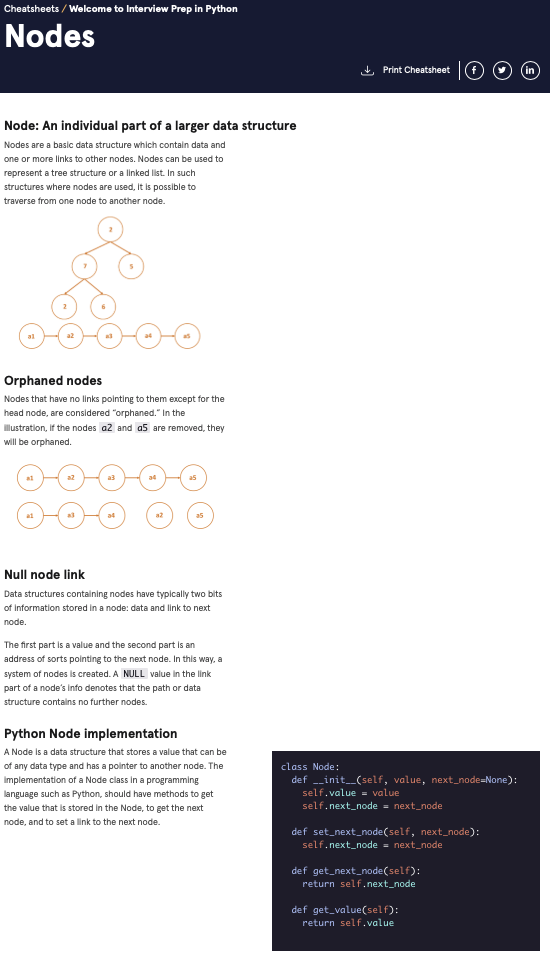 Cheatsheets / Welcome to Interview Prep in Python
Nodes
Print Cheatsheet
Node: An individual part of a larger data structure
Nodes are a basic data structure which contain data and
one or more links to other nodes. Nodes can be used to
represent a tree structure or a linked list. In such
structures where nodes are used, it is possible to
traverse from one node to another node.
2
7 5
2 6
a1 a2 a3 a4 a5
Orphaned nodes
Nodes that have no links pointing to them except for the
head node, are considered “orphaned.” In the
illustration, if the nodes a2 and a5 are removed, they
will be orphaned.
a1 a2 a3 a4 a5
a1 a3 a4 a2 a5
Null node link
Data structures containing nodes have typically two bits
of information stored in a node: data and link to next
node.
The first part is a value and the second part is an
address of sorts pointing to the next node. In this way, a
system of nodes is created. A NULL value in the link
part of a node’s info denotes that the path or data
structure contains no further nodes.
Python Node implementation
A Node is a data structure that stores a value that can be
of any data type and has a pointer to another node. The
implementation of a Node class in a programming
language such as Python, should have methods to get
the value that is stored in the Node, to get the next
node, and to set a link to the next node.
class Node:
def __init__(self, value, next_node=None):
self.value = value
self.next_node = next_node
def set_next_node(self, next_node):
self.next_node = next_node
def get_next_node(self):
return self.next_node
def get_value(self):
return self.value